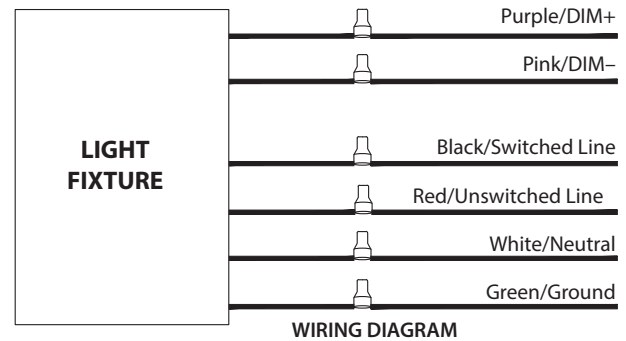 Purple/DIM+
Pink/DIM–
LIGHT
FIXTURE
Black/Switched Line
Red/Unswitched Line
White/Neutral
Green/Ground
WIRING DIAGRAM